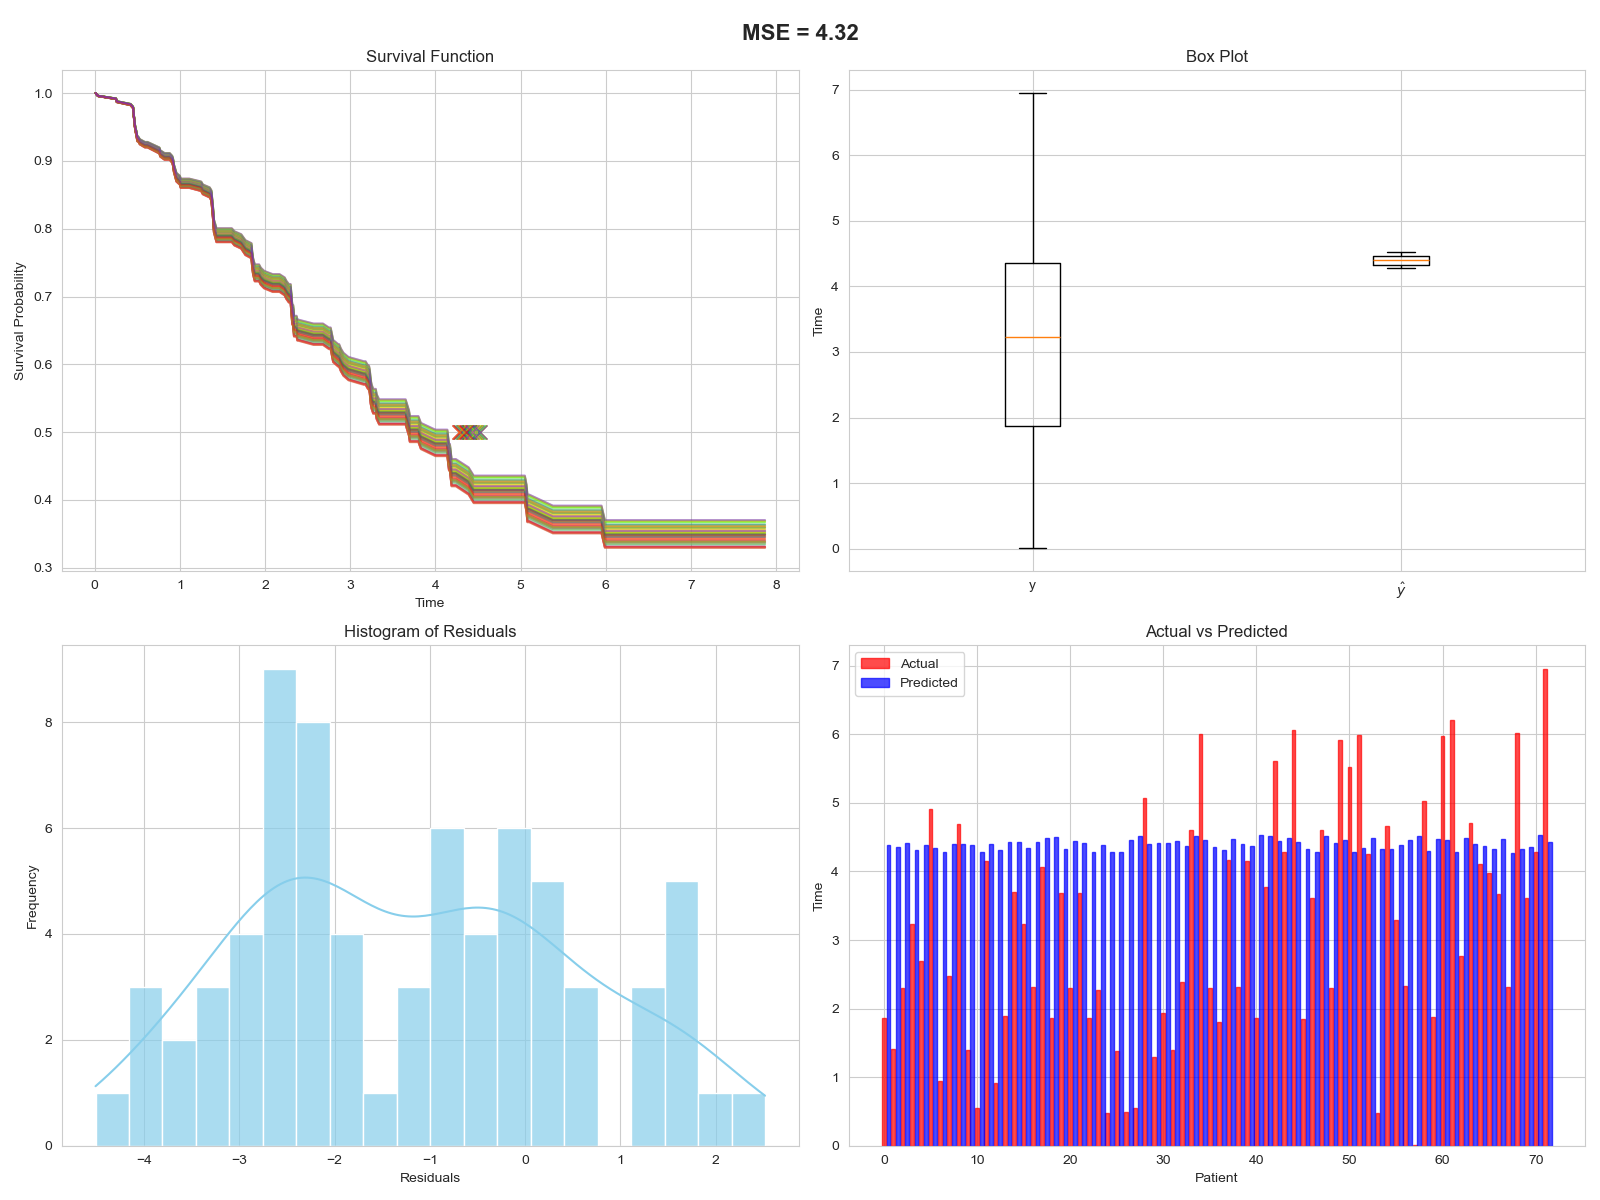 MSE = 4.32
Survival Function
Survival Probability
1.0
0.9
0.8
0.7
0.6
0.5
0.4
0.3
0 1 2 3 4 5 6 7 8
Time
Box Plot
Time
7
6
5
4
3
2
1
0
y ŷ
Histogram of Residuals
Frequency
8
6
4
2
0
−4 −3 −2 −1 0 1 2
Residuals
Actual vs Predicted
Actual
Predicted
Time
7
6
5
4
3
2
1
0
0 10 20 30 40 50 60 70
Patient